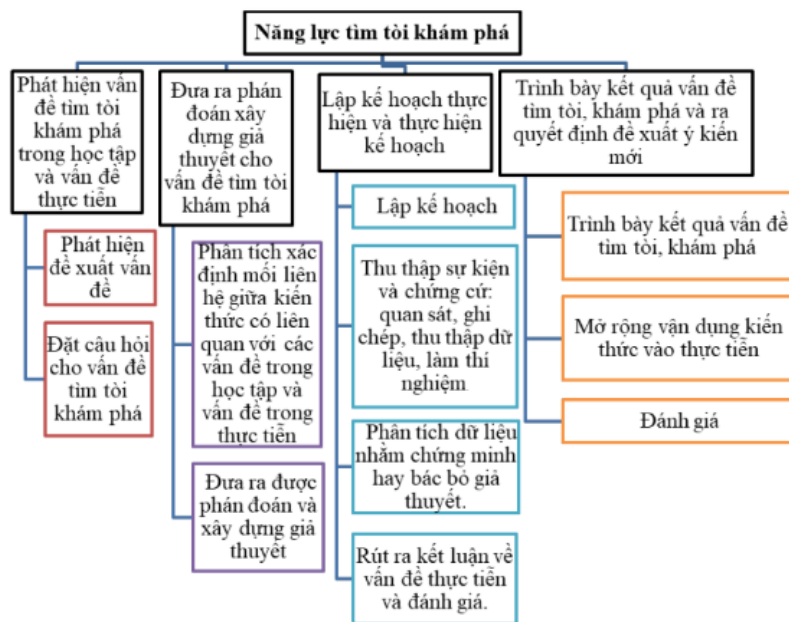 Năng lực tìm tòi khám phá
Phát hiện vấn
đề tìm tòi
khám phá
trong học tập
và vấn đề
thực tiễn
Phát hiện
đề xuất vấn
đề
Đặt câu hỏi
cho vấn đề
tìm tòi
khám phá
Đưa ra phán
đoán xây
dựng giả
thuyết cho
vấn đề tìm tòi
khám phá
Phân tích xác
định mối liên
hệ giữa kiến
thức có liên
quan với các
vấn đề trong
học tập và
vấn đề trong
thực tiễn
Đưa ra được
phán đoán và
xây dựng giả
thuyết
Lập kế hoạch thực
hiện và thực hiện
kế hoạch
Lập kế hoạch
Thu thập sự kiện
và chứng cứ:
quan sát, ghi
chép, thu thập dữ
liệu, làm thí
nghiệm.
Phân tích dữ liệu
nhằm chứng minh
hay bác bỏ giả
thuyết.
Rút ra kết luận về
vấn đề thực tiễn
và đánh giá.
Trình bày kết quả vấn đề
tìm tòi, khám phá và ra
quyết định đề xuất ý kiến
mới
Trình bày kết quả vấn đề
tìm tòi, khám phá
Mở rộng vận dụng kiến
thức vào thực tiễn
Đánh giá